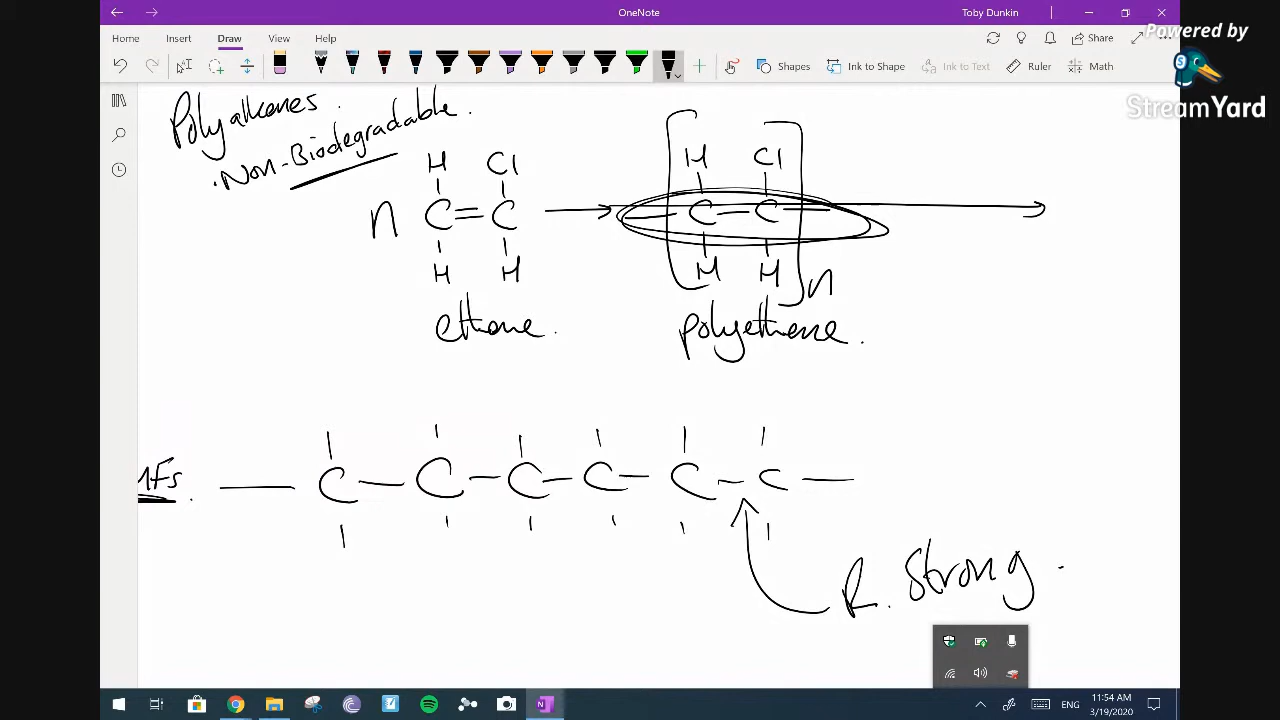 OneNote
Toby Dunkin
Powered by
StreamYard
Home Insert Draw View Help
Share
Shapes Ink to Shape Ink to Text Ruler Math
Polyalkenes.
. Non-Biodegradable.
H Cl
n C=C
H H
ethene.
H Cl
—C—C—
H H n
polyethene.
MFs.
—C—C—C—C—C—C—
R. Strong.
ENG
11:54 AM
3/19/2020